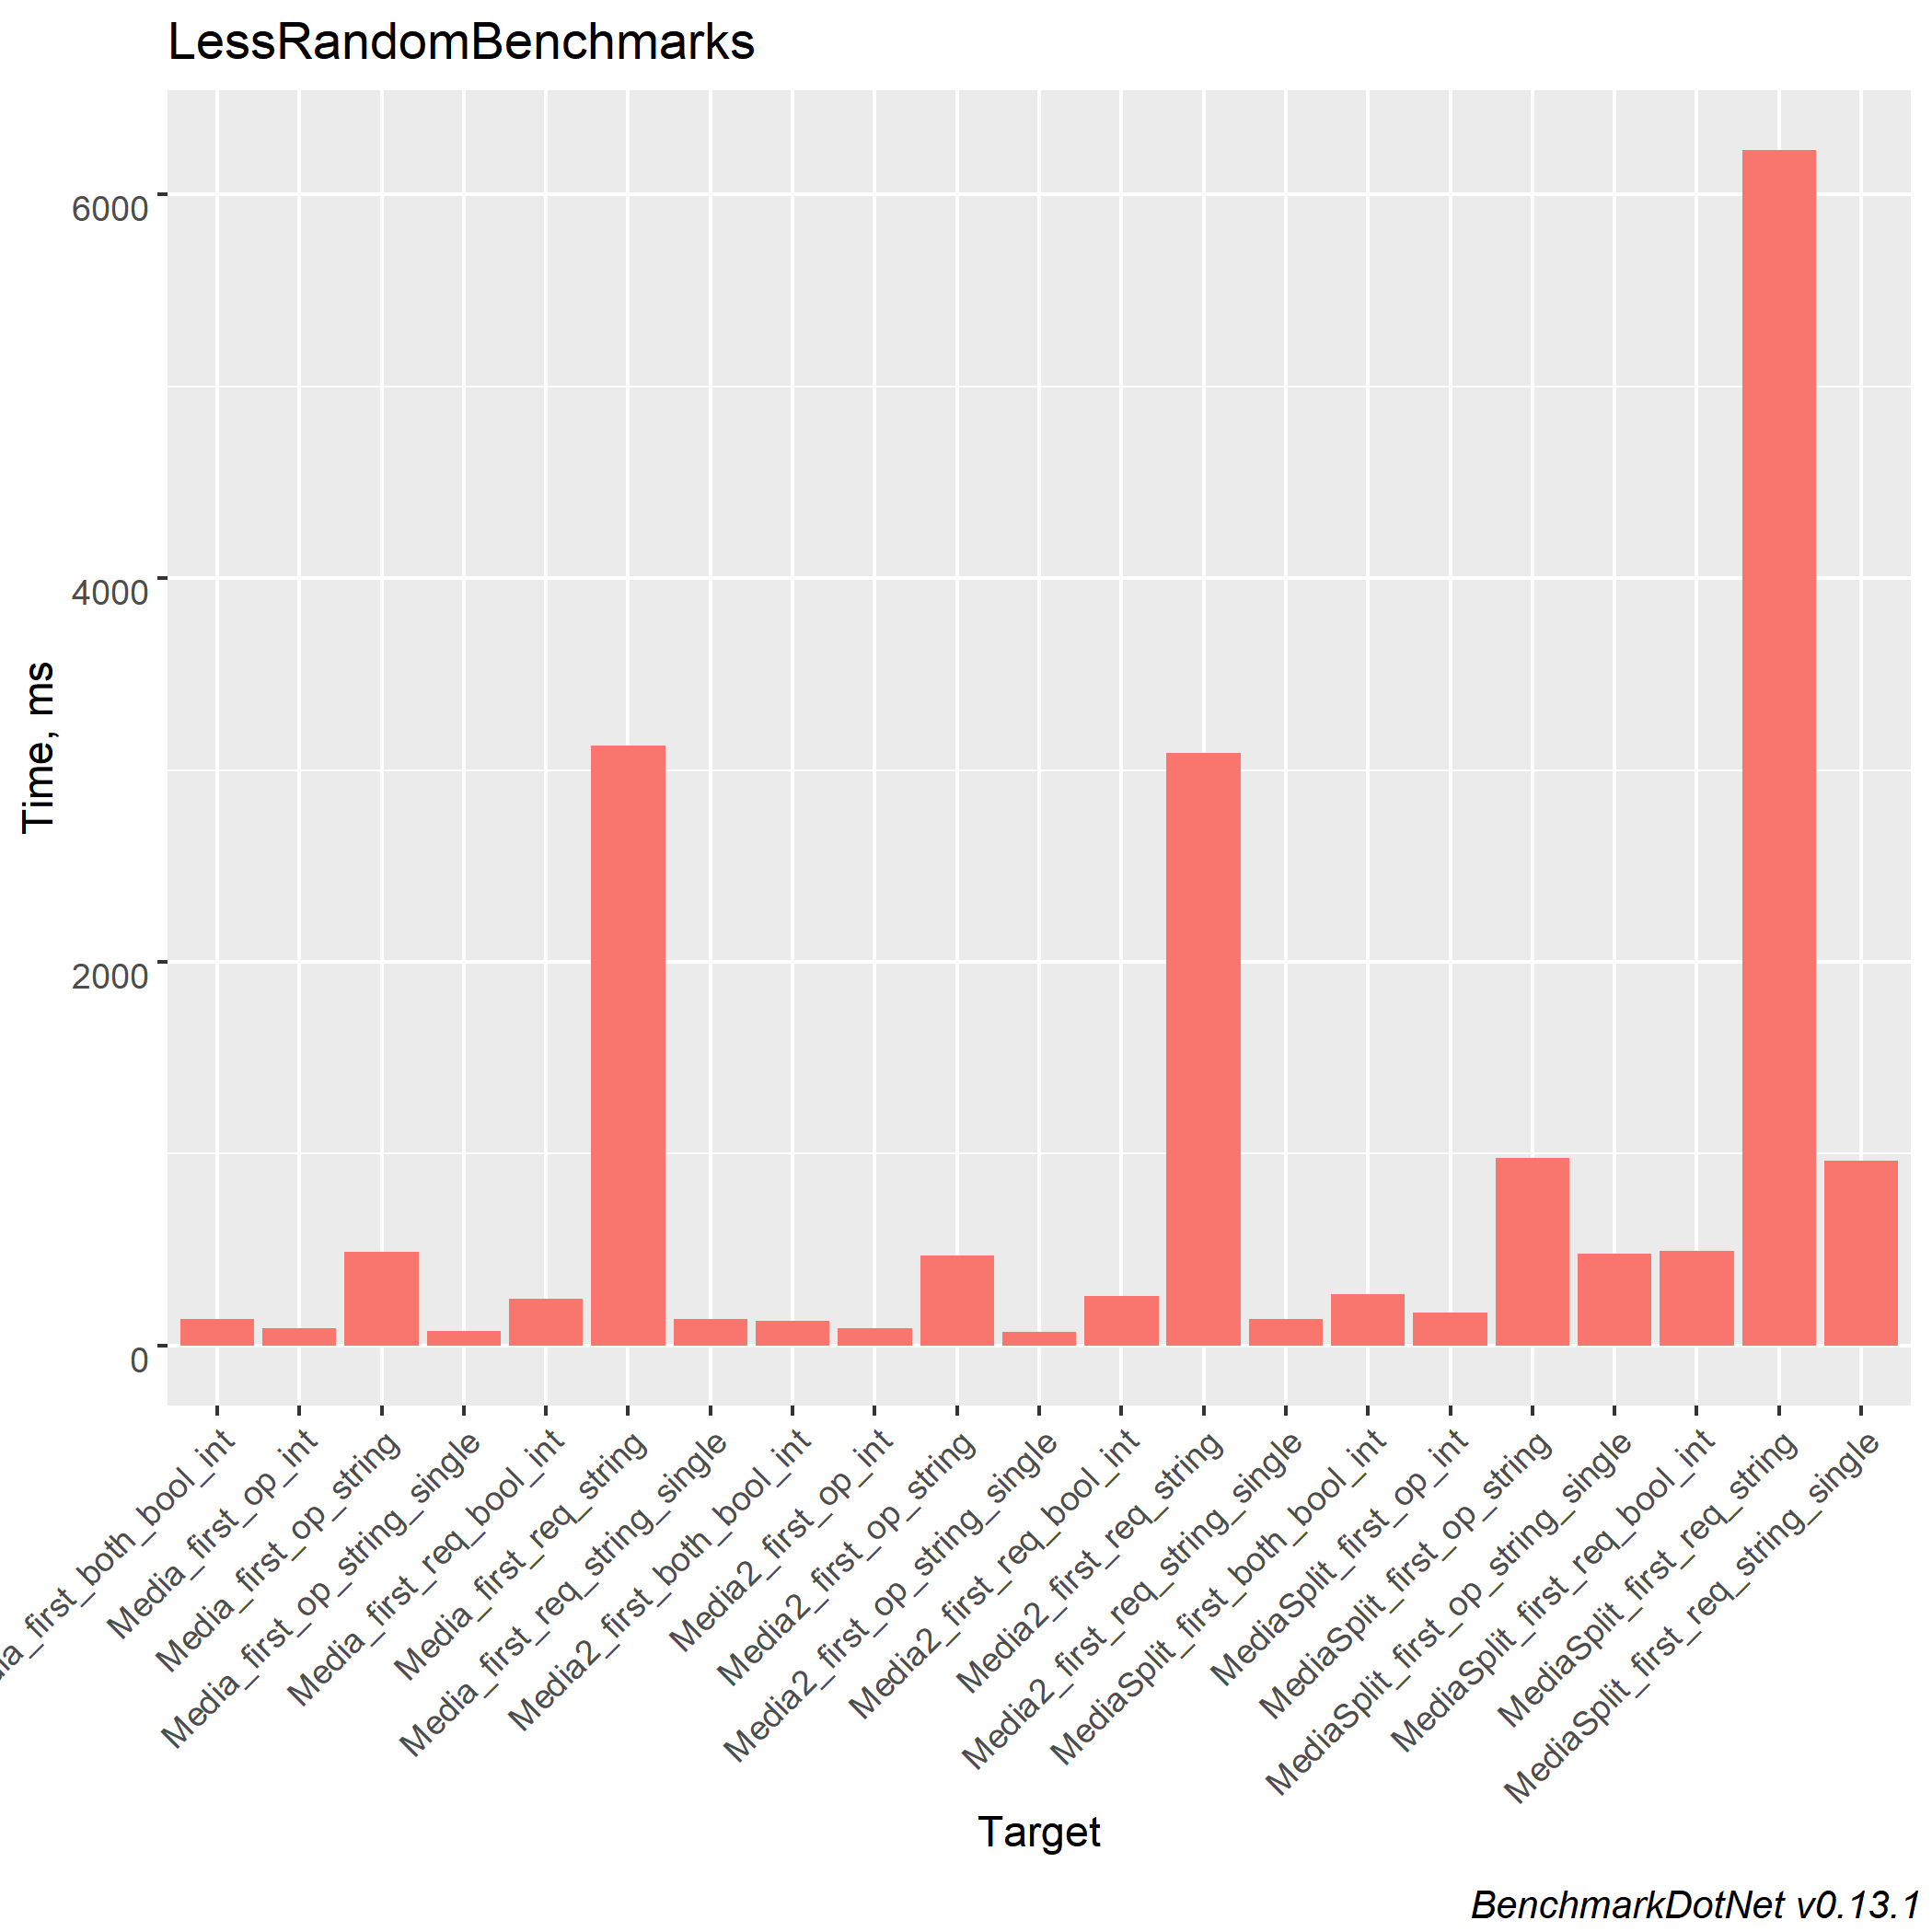 LessRandomBenchmarks
Time, ms
6000
4000
2000
0
dia_first_both_bool_int
Media_first_op_int
Media_first_op_string
Media_first_op_string_single
Media_first_req_bool_int
Media_first_req_string
Media_first_req_string_single
Media2_first_both_bool_int
Media2_first_op_int
Media2_first_op_string
Media2_first_op_string_single
Media2_first_req_bool_int
Media2_first_req_string
Media2_first_req_string_single
MediaSplit_first_both_bool_int
MediaSplit_first_op_int
MediaSplit_first_op_string
MediaSplit_first_op_string_single
MediaSplit_first_req_bool_int
MediaSplit_first_req_string
MediaSplit_first_req_string_single
Target
BenchmarkDotNet v0.13.1